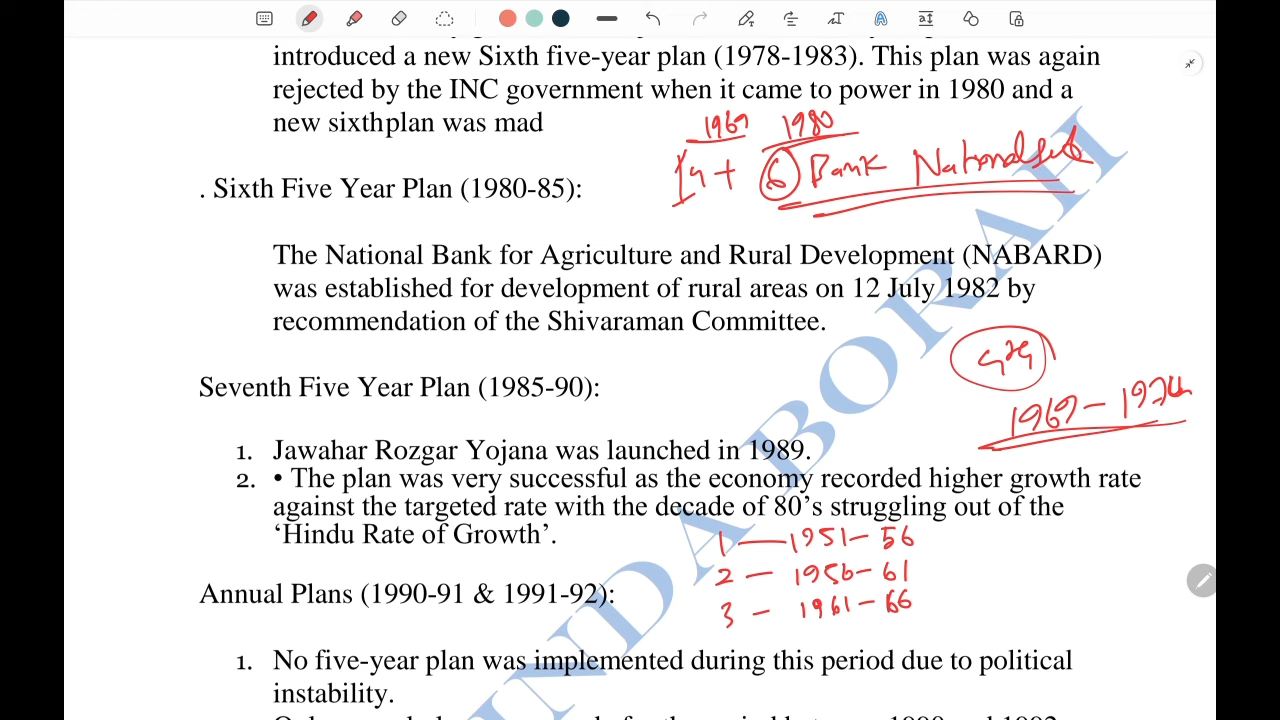 introduced a new Sixth five-year plan (1978-1983). This plan was again
rejected by the INC government when it came to power in 1980 and a
new sixthplan was mad
1969 1980
14 + 6 Bank
. Sixth Five Year Plan (1980-85):
The National Bank for Agriculture and Rural Development (NABARD)
was established for development of rural areas on 12 July 1982 by
recommendation of the Shivaraman Committee.
Seventh Five Year Plan (1985-90):
1969 - 1974
1. Jawahar Rozgar Yojana was launched in 1989.
2. • The plan was very successful as the economy recorded higher growth rate
against the targeted rate with the decade of 80’s struggling out of the
‘Hindu Rate of Growth’.
1 — 1951 - 56
2 — 1956 - 61
3 - 1961 - 66
Annual Plans (1990-91 & 1991-92):
1. No five-year plan was implemented during this period due to political
instability.
INDA BORAH